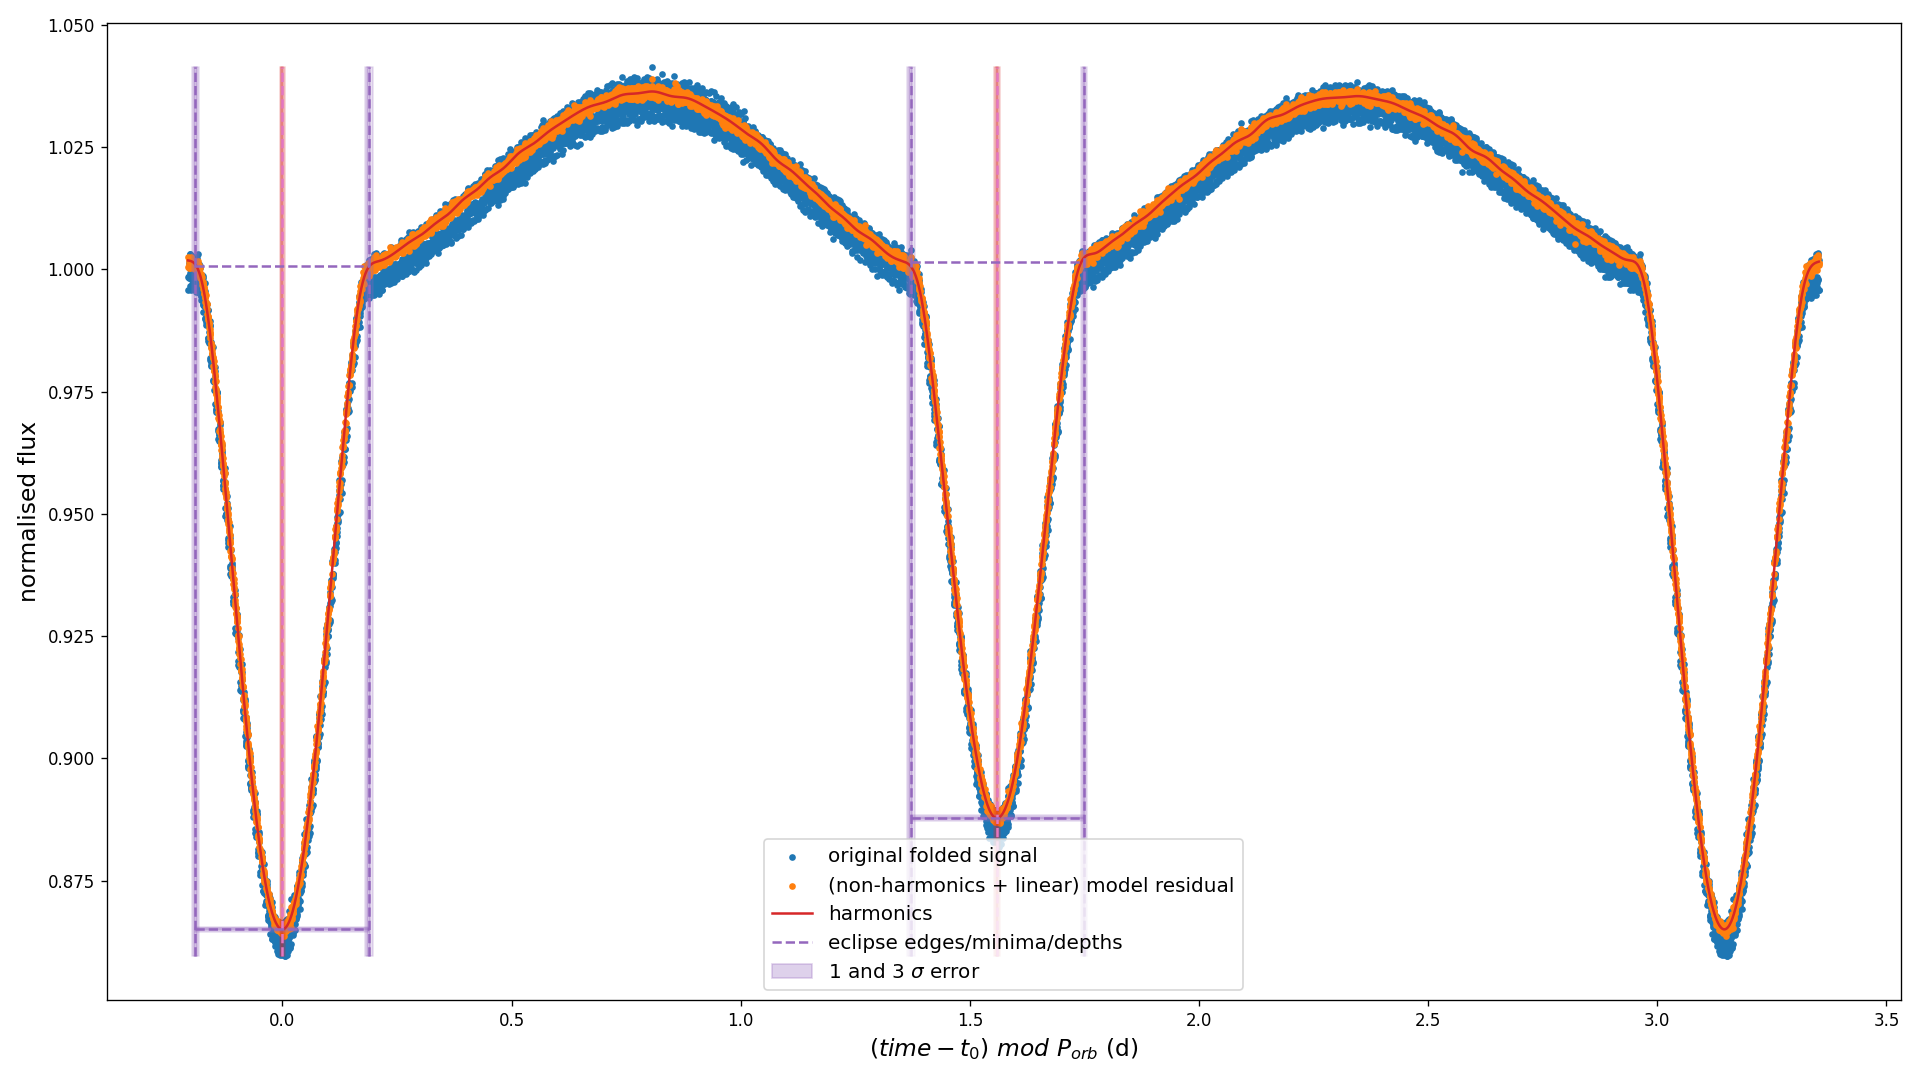 normalised flux
1.050
1.025
1.000
0.975
0.950
0.925
0.900
0.875
original folded signal
(non-harmonics + linear) model residual
harmonics
eclipse edges/minima/depths
1 and 3 σ error
0.0 0.5 1.0 1.5 2.0 2.5 3.0 3.5
(time − t₀) mod P_orb (d)